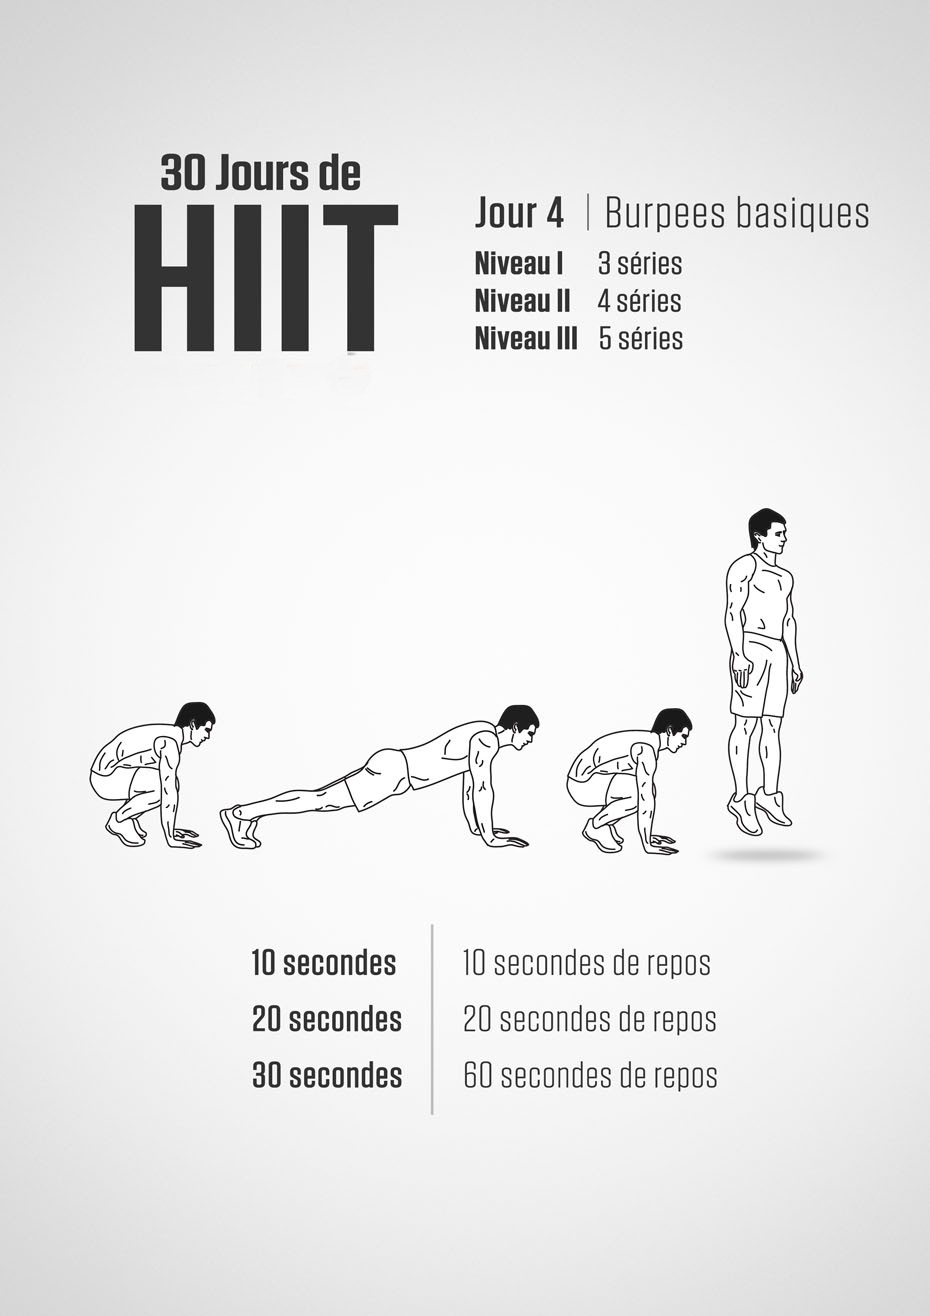 30 Jours de
HIIT
Jour 4 | Burpees basiques
Niveau I 3 séries
Niveau II 4 séries
Niveau III 5 séries
10 secondes 10 secondes de repos
20 secondes 20 secondes de repos
30 secondes 60 secondes de repos